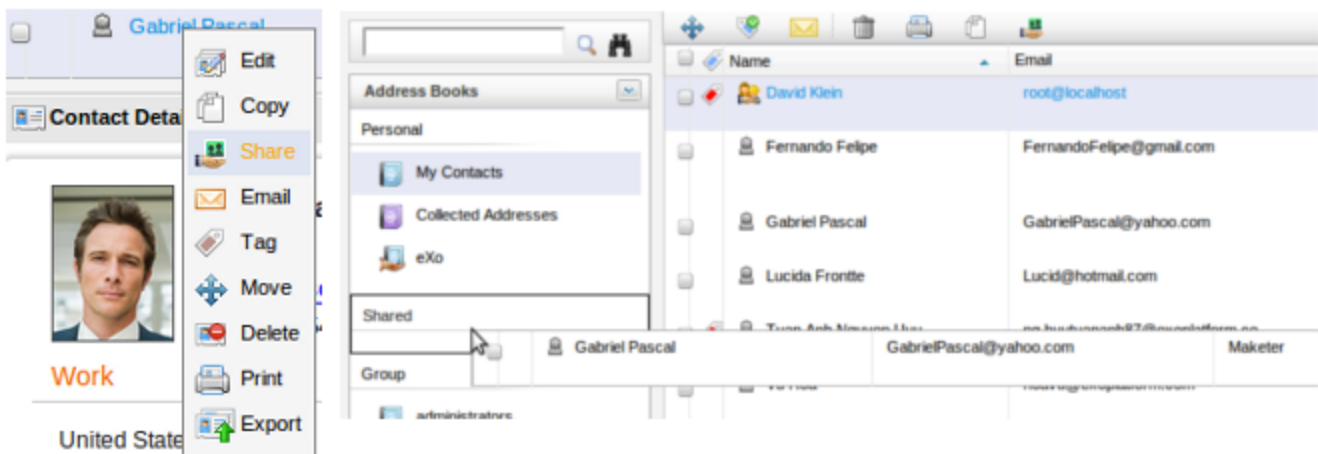 Gabriel Pascal
Edit
Copy
Share
Email
Tag
Move
Delete
Print
Export
Contact Deta
Work
United State
Address Books
Personal
My Contacts
Collected Addresses
eXo
Shared
Group
administrators
Name Email
David Klein root@localhost
Fernando Felipe FernandoFelipe@gmail.com
Gabriel Pascal GabrielPascal@yahoo.com
Lucida Frontte Lucid@hotmail.com
Gabriel Pascal GabrielPascal@yahoo.com Maketer